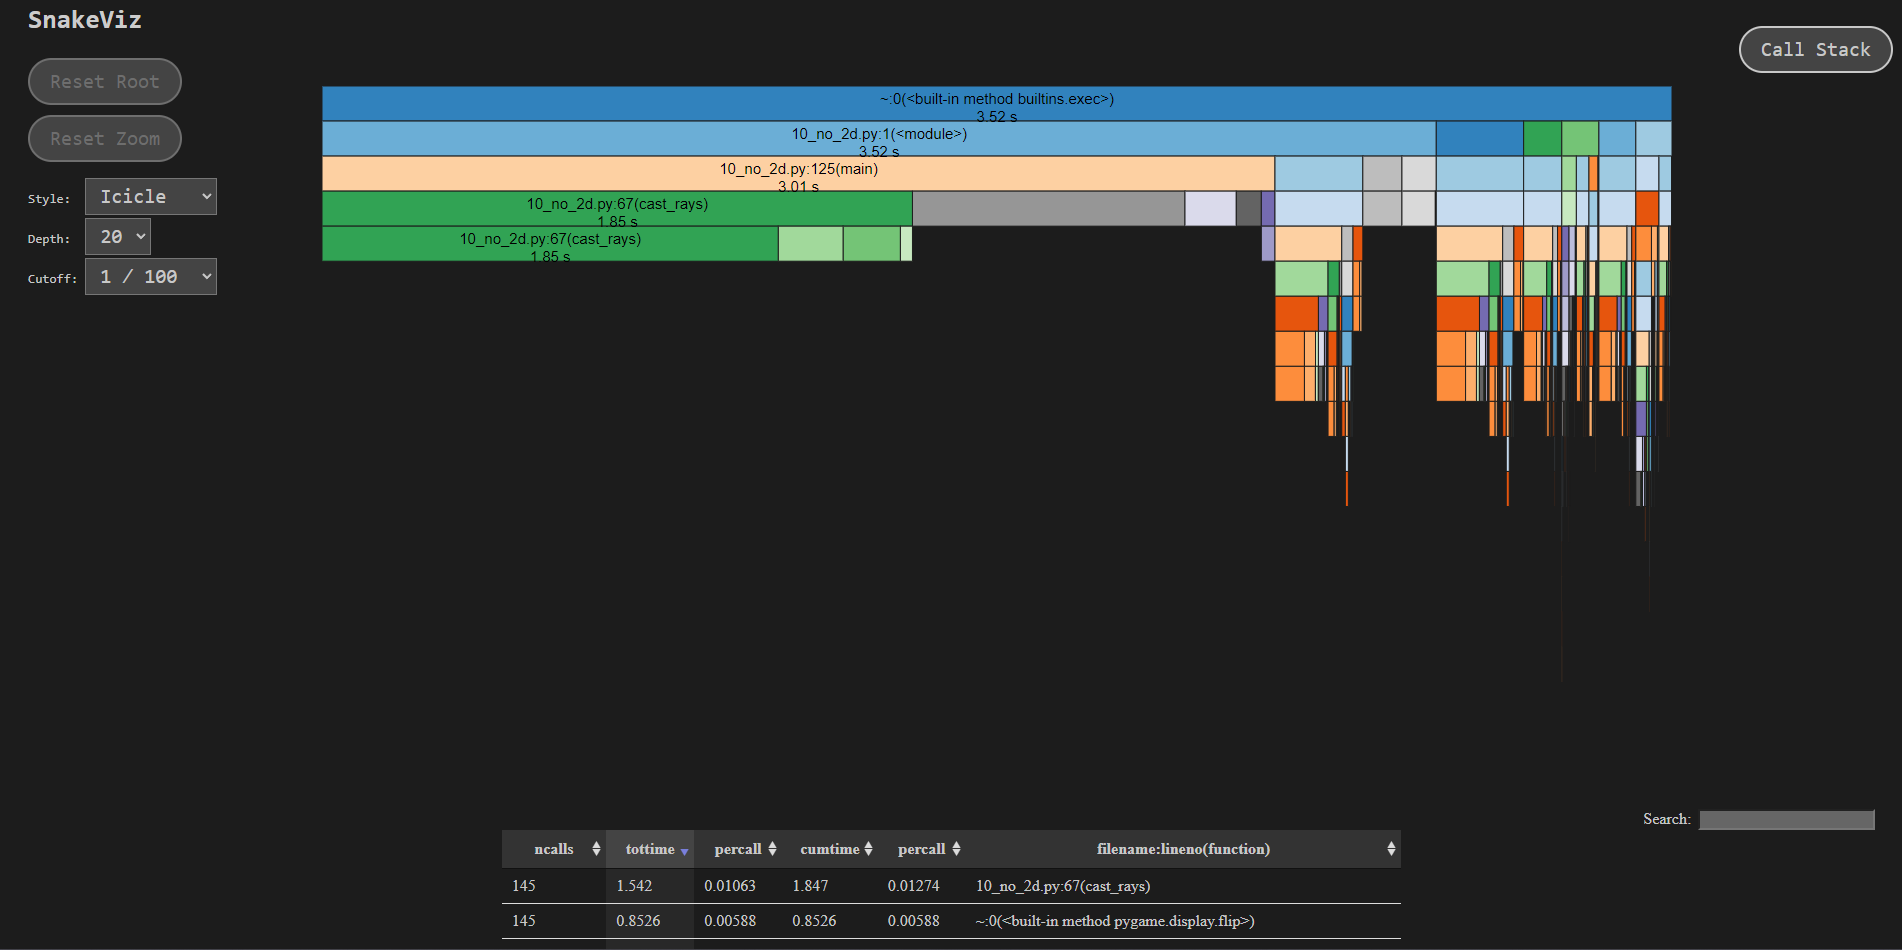 SnakeViz
Call Stack
Reset Root
Reset Zoom
Style: Icicle
Depth: 20
Cutoff: 1 / 100
~:0(<built-in method builtins.exec>)
3.52 s
10_no_2d.py:1(<module>)
3.52 s
10_no_2d.py:125(main)
3.01 s
10_no_2d.py:67(cast_rays)
1.85 s
10_no_2d.py:67(cast_rays)
1.85 s
Search:
ncalls tottime percall cumtime percall filename:lineno(function)
145 1.542 0.01063 1.847 0.01274 10_no_2d.py:67(cast_rays)
145 0.8526 0.00588 0.8526 0.00588 ~:0(<built-in method pygame.display.flip>)